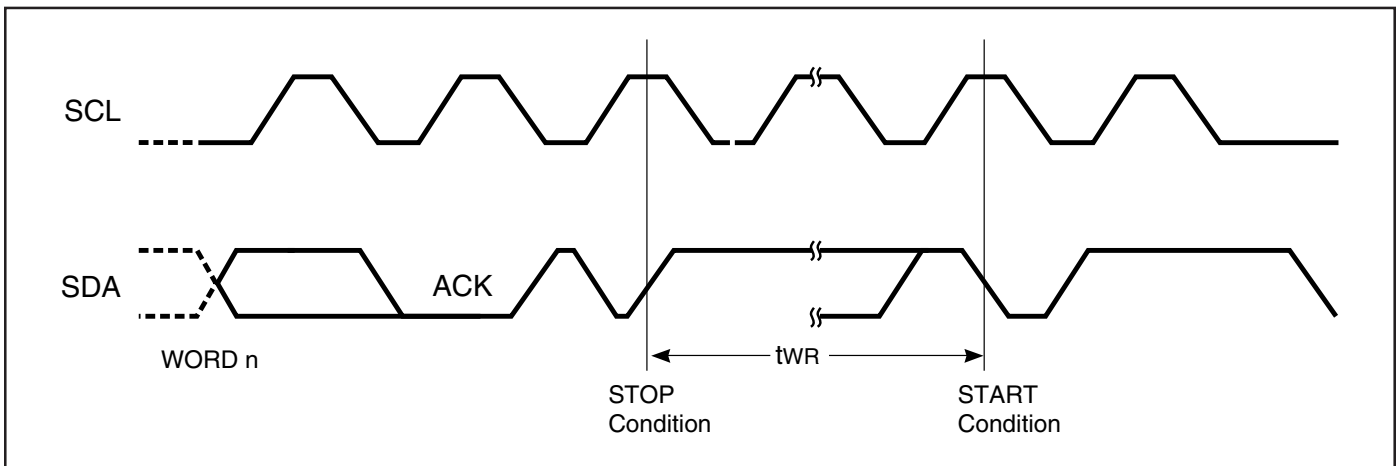 SCL
SDA
ACK
WORD n
tWR
STOP
Condition
START
Condition